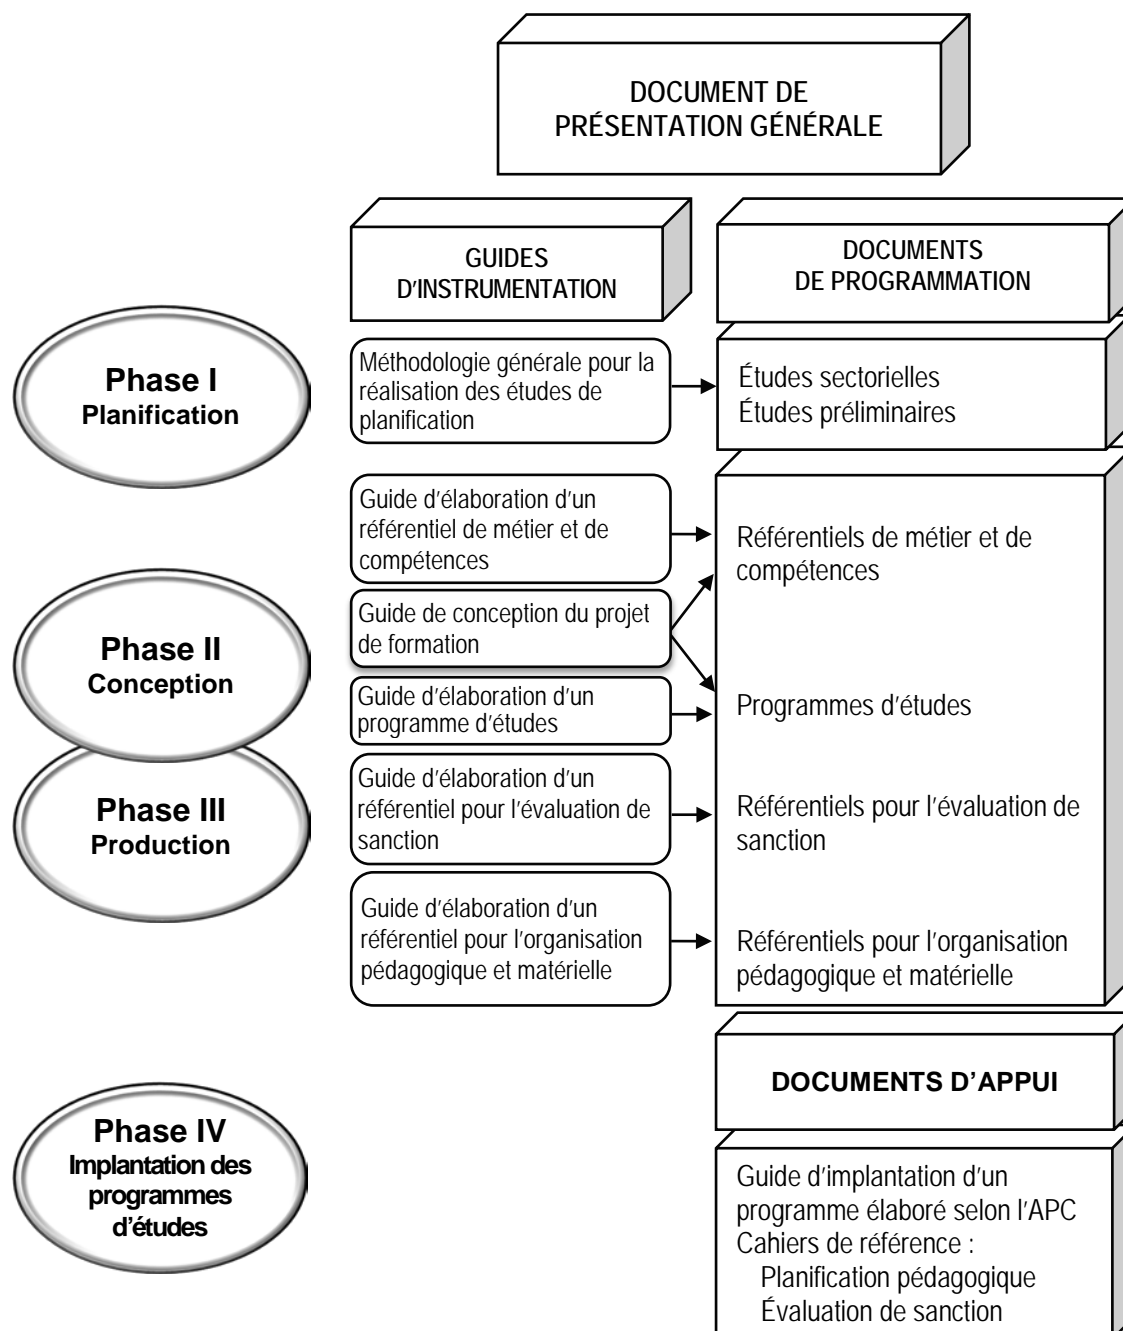 DOCUMENT DE
PRÉSENTATION GÉNÉRALE
GUIDES
D'INSTRUMENTATION
DOCUMENTS
DE PROGRAMMATION
Phase I
Planification
Méthodologie générale pour la
réalisation des études de
planification
Études sectorielles
Études préliminaires
Guide d'élaboration d'un
référentiel de métier et de
compétences
Référentiels de métier et de
compétences
Phase II
Conception
Guide de conception du projet
de formation
Guide d'élaboration d'un
programme d'études
Programmes d'études
Phase III
Production
Guide d'élaboration d'un
référentiel pour l'évaluation de
sanction
Référentiels pour l'évaluation de
sanction
Guide d'élaboration d'un
référentiel pour l'organisation
pédagogique et matérielle
Référentiels pour l'organisation
pédagogique et matérielle
DOCUMENTS D'APPUI
Phase IV
Implantation des
programmes
d'études
Guide d'implantation d'un
programme élaboré selon l'APC
Cahiers de référence :
Planification pédagogique
Évaluation de sanction